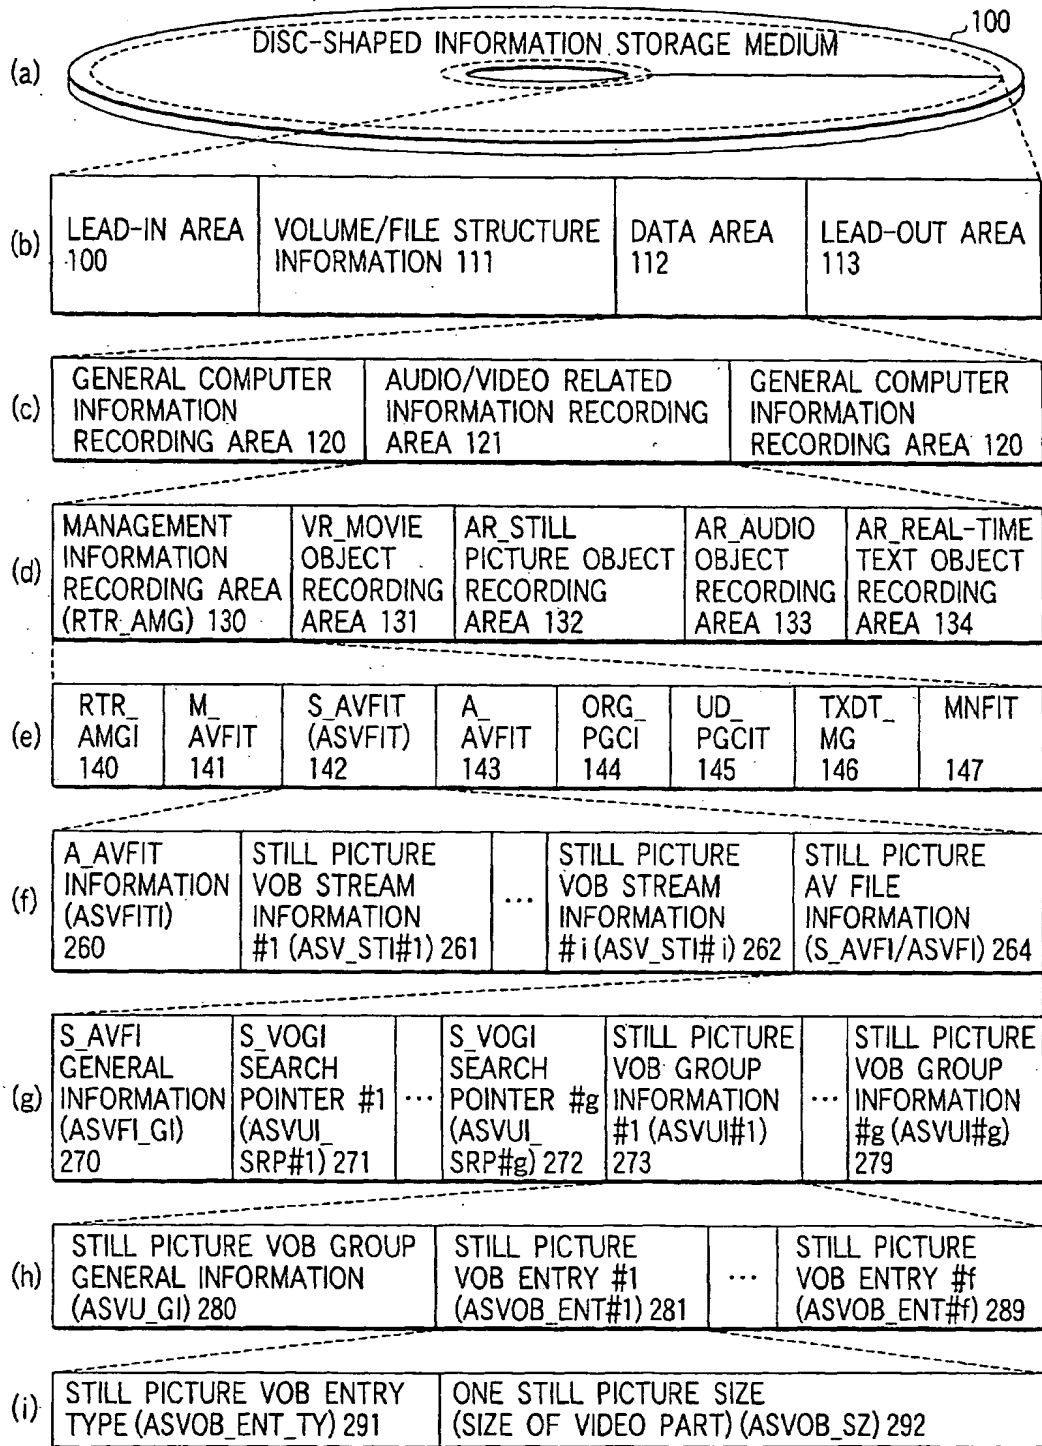 100
DISC-SHAPED INFORMATION STORAGE MEDIUM
(a)
(b)
LEAD-IN AREA
100
VOLUME/FILE STRUCTURE
INFORMATION 111
DATA AREA
112
LEAD-OUT AREA
113
(c)
GENERAL COMPUTER
INFORMATION
RECORDING AREA 120
AUDIO/VIDEO RELATED
INFORMATION RECORDING
AREA 121
GENERAL COMPUTER
INFORMATION
RECORDING AREA 120
(d)
MANAGEMENT
INFORMATION
RECORDING AREA
(RTR_AMG) 130
VR_MOVIE
OBJECT
RECORDING
AREA 131
AR_STILL
PICTURE OBJECT
RECORDING
AREA 132
AR_AUDIO
OBJECT
RECORDING
AREA 133
AR_REAL-TIME
TEXT OBJECT
RECORDING
AREA 134
(e)
RTR_
AMGI
140
M_
AVFIT
141
S_AVFIT
(ASVFIT)
142
A_
AVFIT
143
ORG_
PGCI
144
UD_
PGCIT
145
TXDT_
MG
146
MNFIT
147
(f)
A_AVFIT
INFORMATION
(ASVFITI)
260
STILL PICTURE
VOB STREAM
INFORMATION
#1 (ASV_STI#1) 261
...
STILL PICTURE
VOB STREAM
INFORMATION
#i (ASV_STI#i) 262
STILL PICTURE
AV FILE
INFORMATION
(S_AVFI/ASVFI) 264
(g)
S_AVFI
GENERAL
INFORMATION
(ASVFI_GI)
270
S_VOGI
SEARCH
POINTER #1
(ASVUI_
SRP#1) 271
...
S_VOGI
SEARCH
POINTER #g
(ASVUI_
SRP#g) 272
STILL PICTURE
VOB GROUP
INFORMATION
#1 (ASVUI#1)
273
...
STILL PICTURE
VOB GROUP
INFORMATION
#g (ASVUI#g)
279
(h)
STILL PICTURE VOB GROUP
GENERAL INFORMATION
(ASVU_GI) 280
STILL PICTURE
VOB ENTRY #1
(ASVOB_ENT#1) 281
...
STILL PICTURE
VOB ENTRY #f
(ASVOB_ENT#f) 289
(i)
STILL PICTURE VOB ENTRY
TYPE (ASVOB_ENT_TY) 291
ONE STILL PICTURE SIZE
(SIZE OF VIDEO PART) (ASVOB_SZ) 292